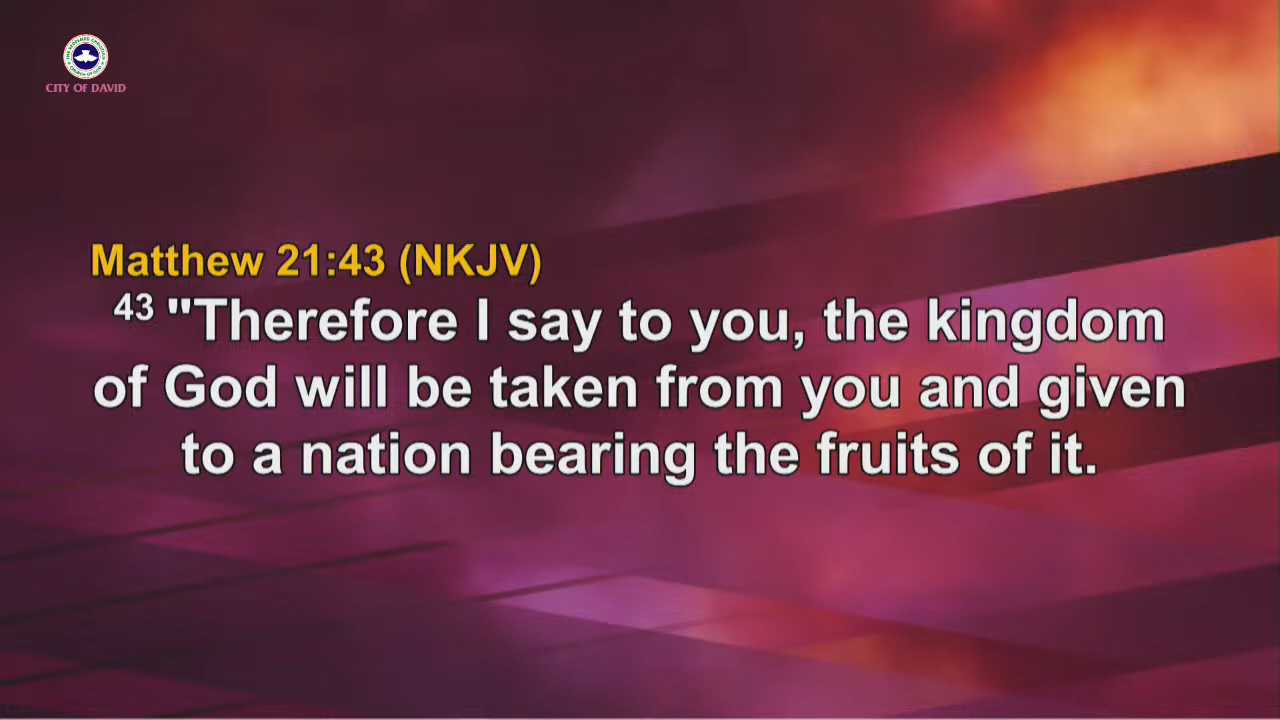 CITY OF DAVID
Matthew 21:43 (NKJV)
43 "Therefore I say to you, the kingdom
of God will be taken from you and given
to a nation bearing the fruits of it.